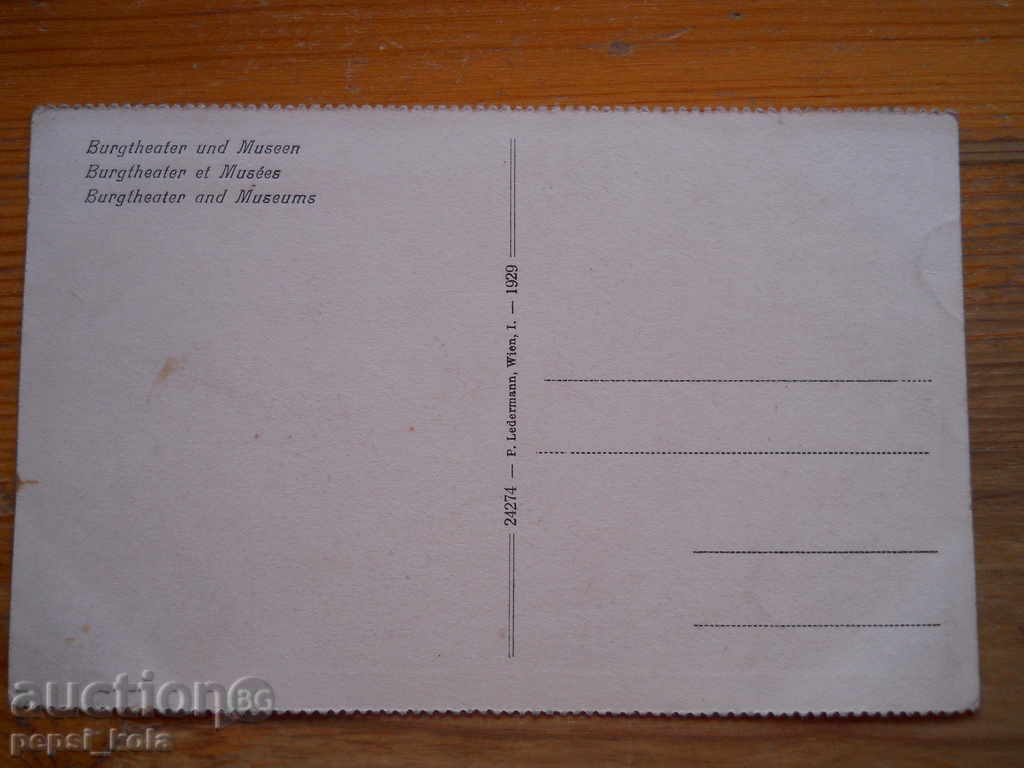 Burgtheater und Museen
Burgtheater et Musées
Burgtheater and Museums
24274 — P. Ledermann, Wien, I. — 1929
auctionBG
pepsi_kola